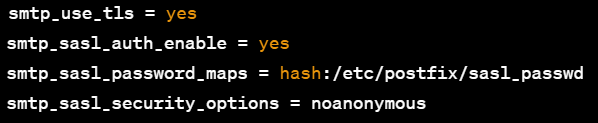 smtp_use_tls = yes
smtp_sasl_auth_enable = yes
smtp_sasl_password_maps = hash:/etc/postfix/sasl_passwd
smtp_sasl_security_options = noanonymous